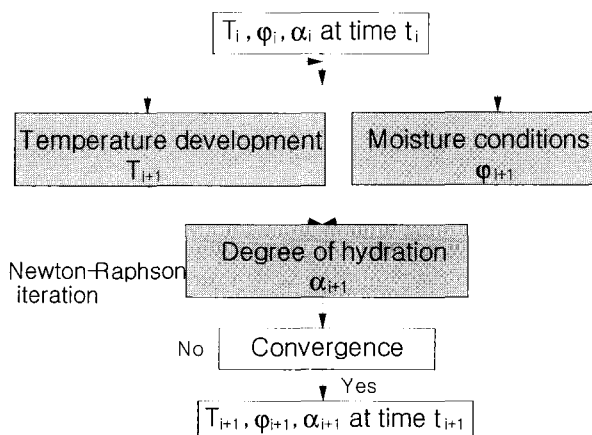 Tᵢ, φᵢ, αᵢ at time tᵢ
Temperature development
Tᵢ₊₁
Moisture conditions
φᵢ₊₁
Degree of hydration
αᵢ₊₁
Newton-Raphson
iteration
No
Convergence
Yes
Tᵢ₊₁, φᵢ₊₁, αᵢ₊₁ at time tᵢ₊₁